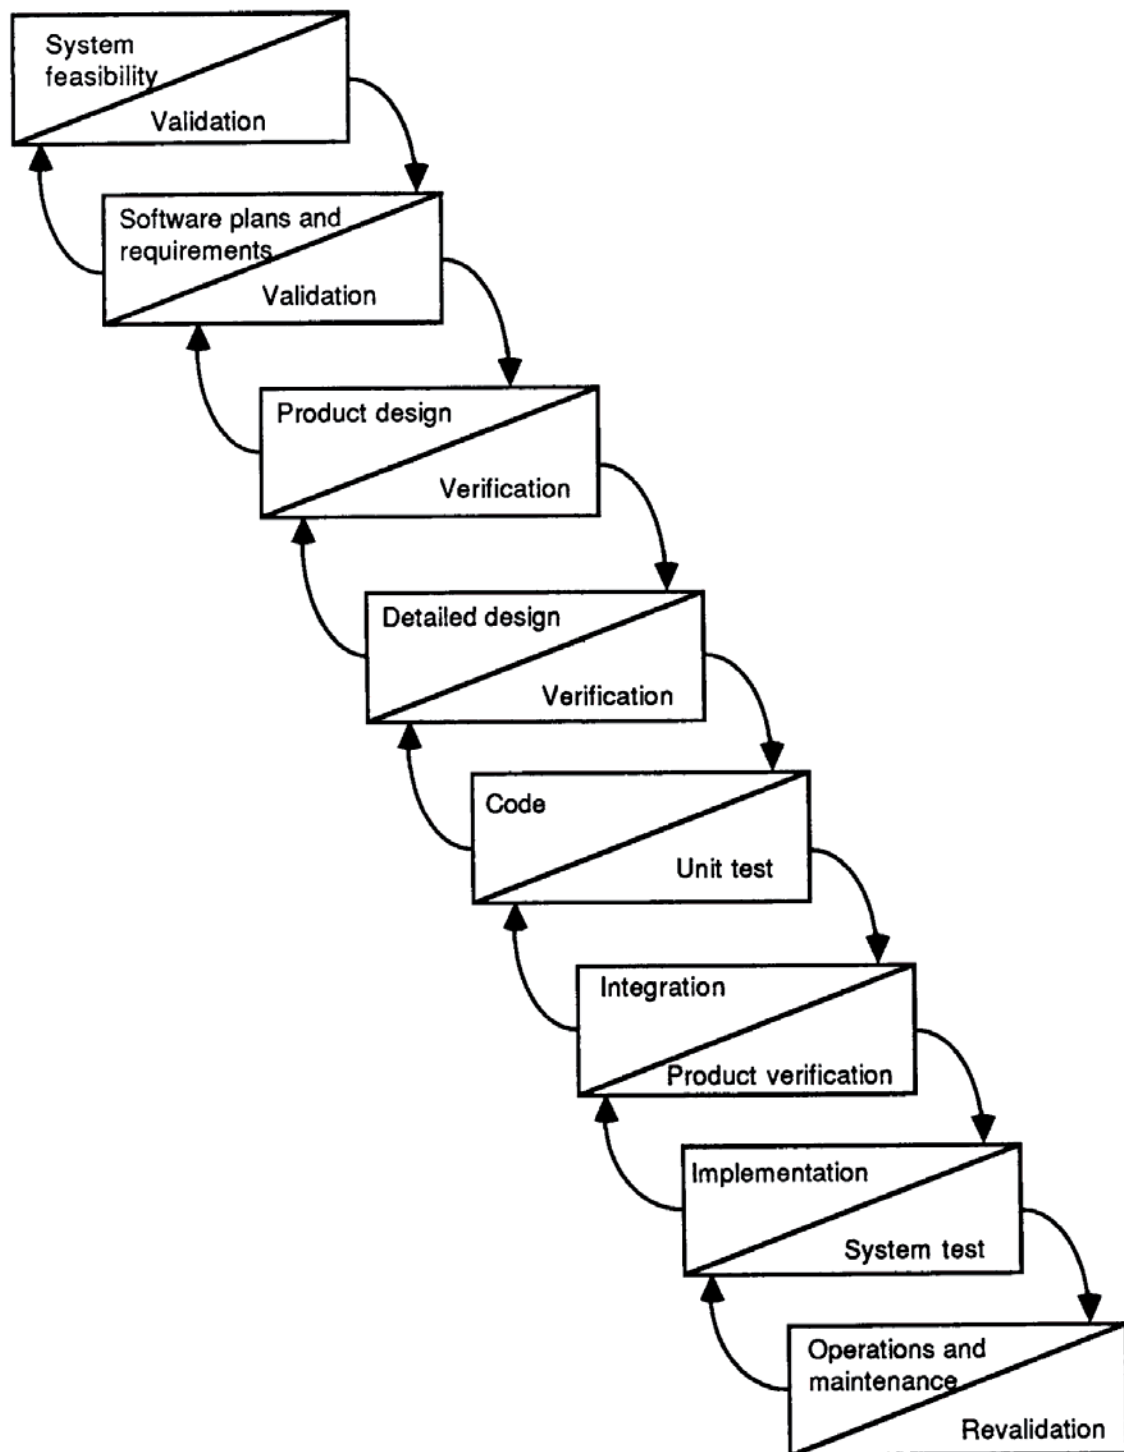 System
feasibility
Validation
Software plans and
requirements
Validation
Product design
Verification
Detailed design
Verification
Code
Unit test
Integration
Product verification
Implementation
System test
Operations and
maintenance
Revalidation